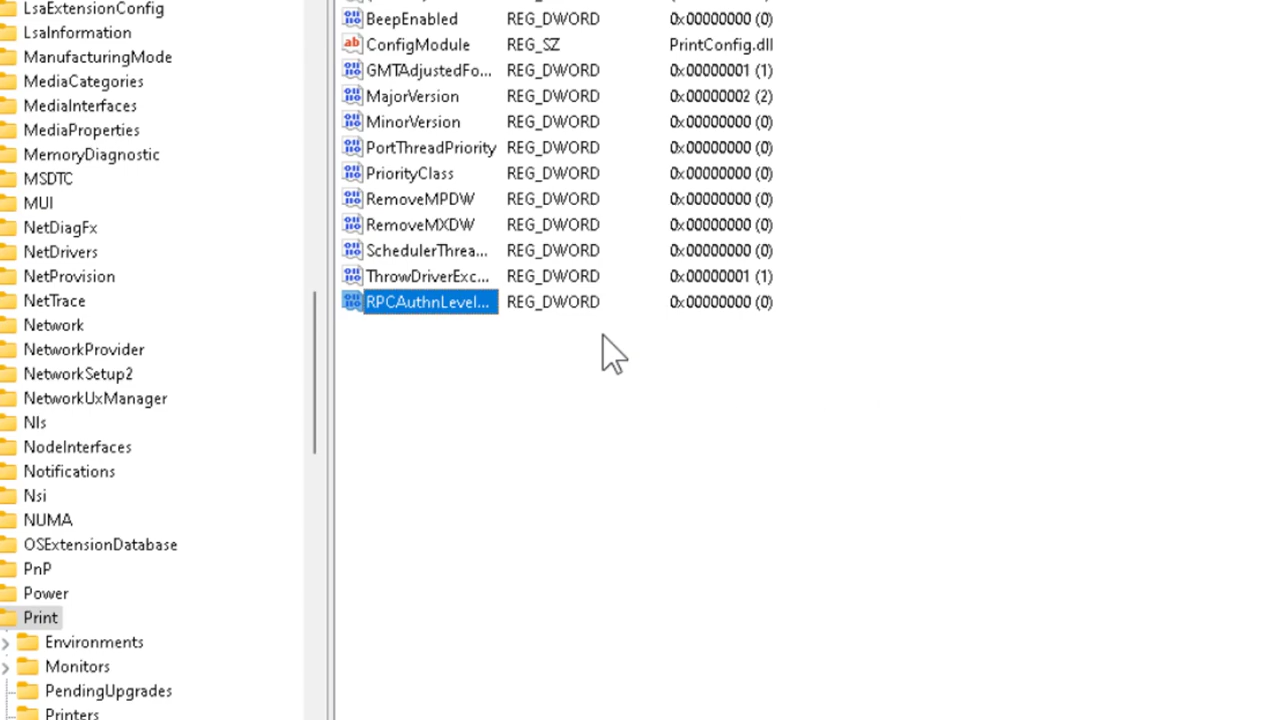 LsaExtensionConfig
LsaInformation
ManufacturingMode
MediaCategories
MediaInterfaces
MediaProperties
MemoryDiagnostic
MSDTC
MUI
NetDiagFx
NetDrivers
NetProvision
NetTrace
Network
NetworkProvider
NetworkSetup2
NetworkUxManager
Nls
NodeInterfaces
Notifications
Nsi
NUMA
OSExtensionDatabase
PnP
Power
Print
Environments
Monitors
PendingUpgrades
Printers
BeepEnabled REG_DWORD 0x00000000 (0)
ConfigModule REG_SZ PrintConfig.dll
GMTAdjustedFo... REG_DWORD 0x00000001 (1)
MajorVersion REG_DWORD 0x00000002 (2)
MinorVersion REG_DWORD 0x00000000 (0)
PortThreadPriority REG_DWORD 0x00000000 (0)
PriorityClass REG_DWORD 0x00000000 (0)
RemoveMPDW REG_DWORD 0x00000000 (0)
RemoveMXDW REG_DWORD 0x00000000 (0)
SchedulerThrea... REG_DWORD 0x00000000 (0)
ThrowDriverExc... REG_DWORD 0x00000001 (1)
RPCAuthnLevel... REG_DWORD 0x00000000 (0)